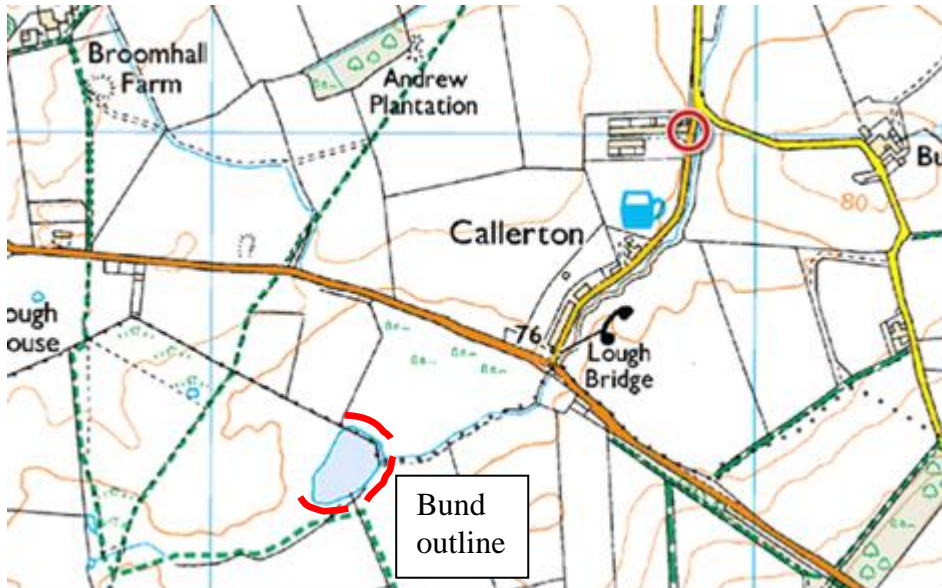 Broomhall
Farm
Andrew
Plantation
Bu
80
Callerton
ough
ouse
76
Lough
Bridge
Bund
outline